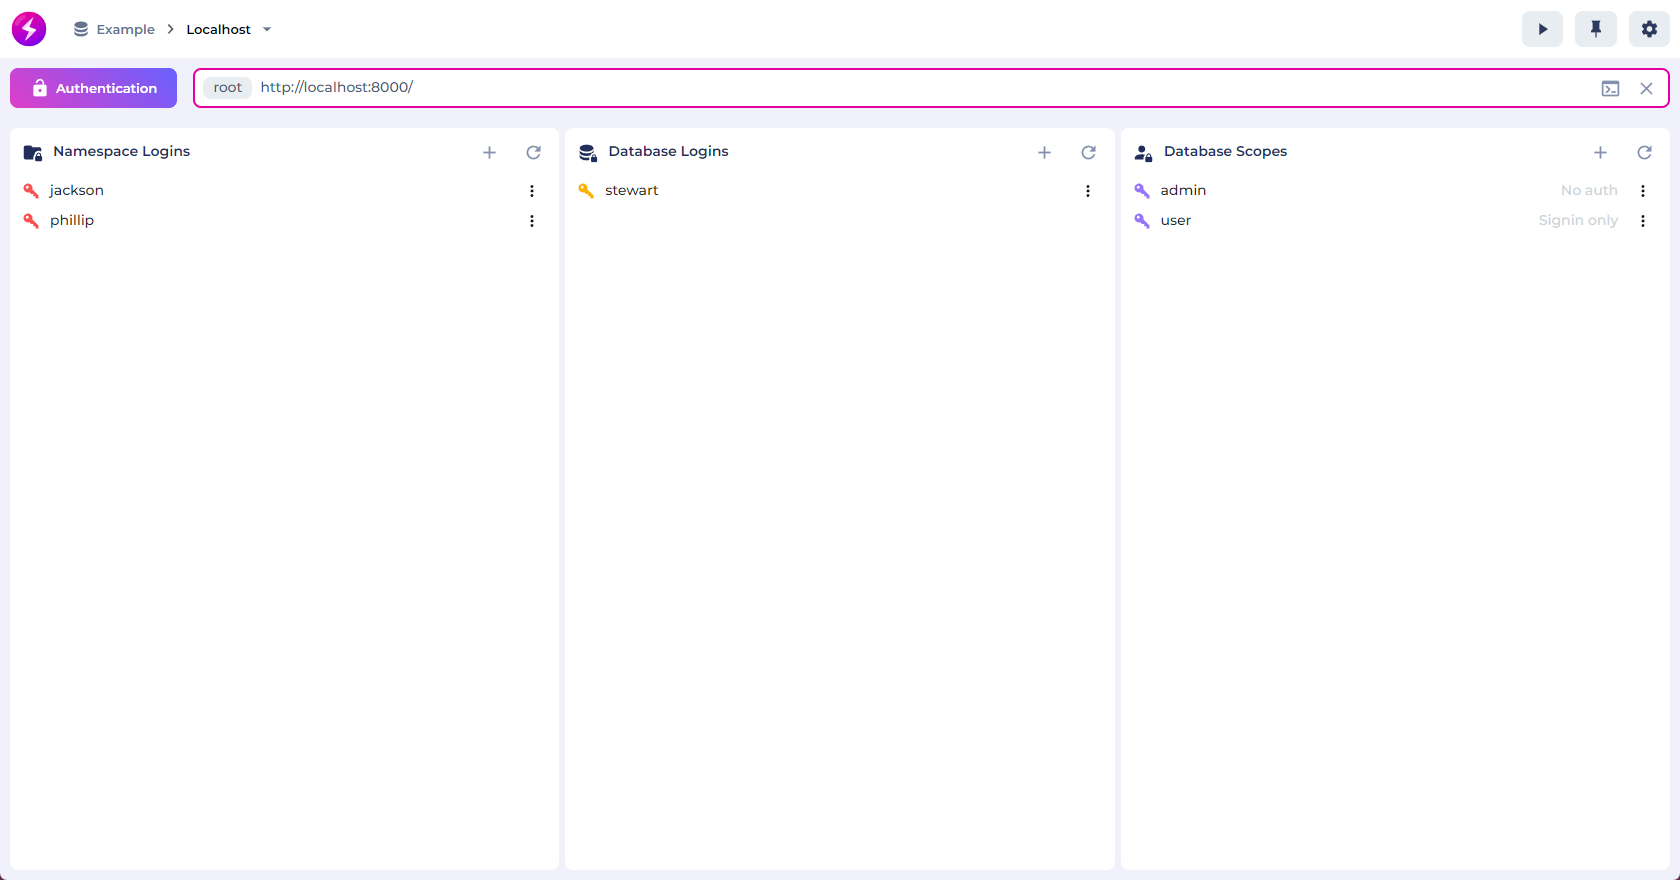 Example > Localhost
Authentication
root http://localhost:8000/
Namespace Logins
jackson
phillip
Database Logins
stewart
Database Scopes
admin No auth
user Signin only